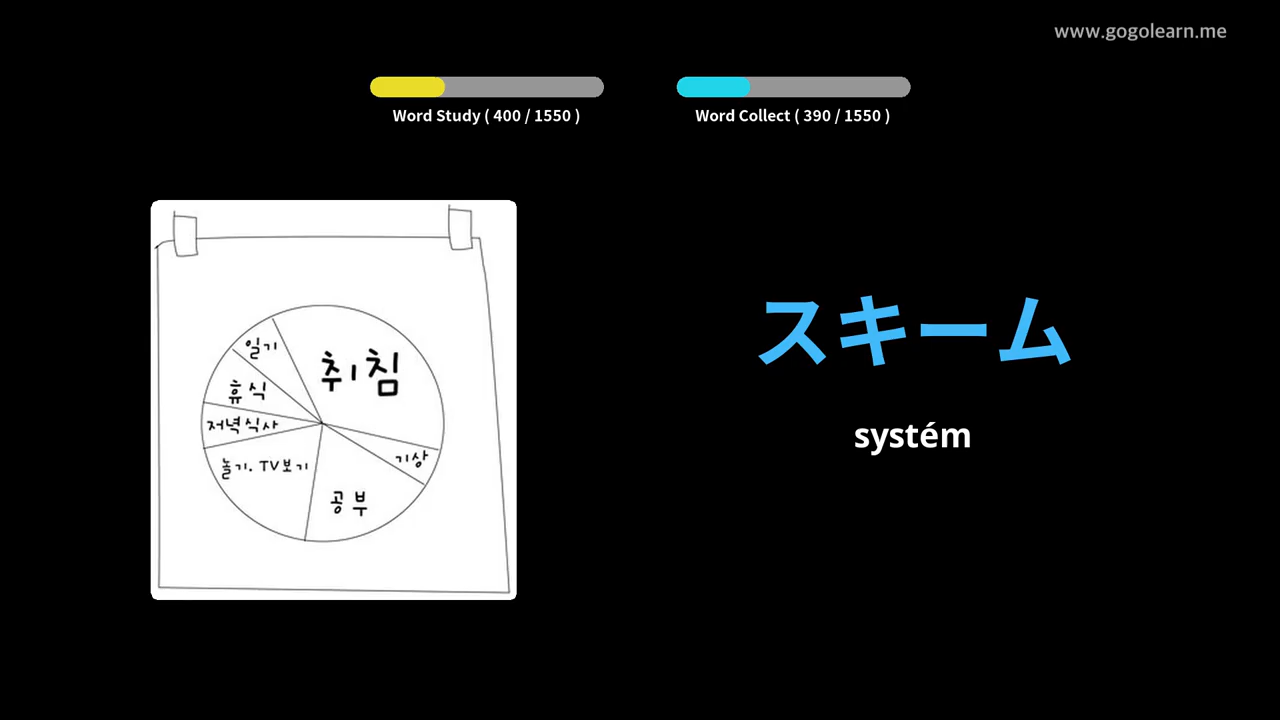 www.gogolearn.me
Word Study ( 400 / 1550 )
Word Collect ( 390 / 1550 )
일기
취침
휴식
저녁식사
놀기. TV보기
기상
공부
スキーム
systém